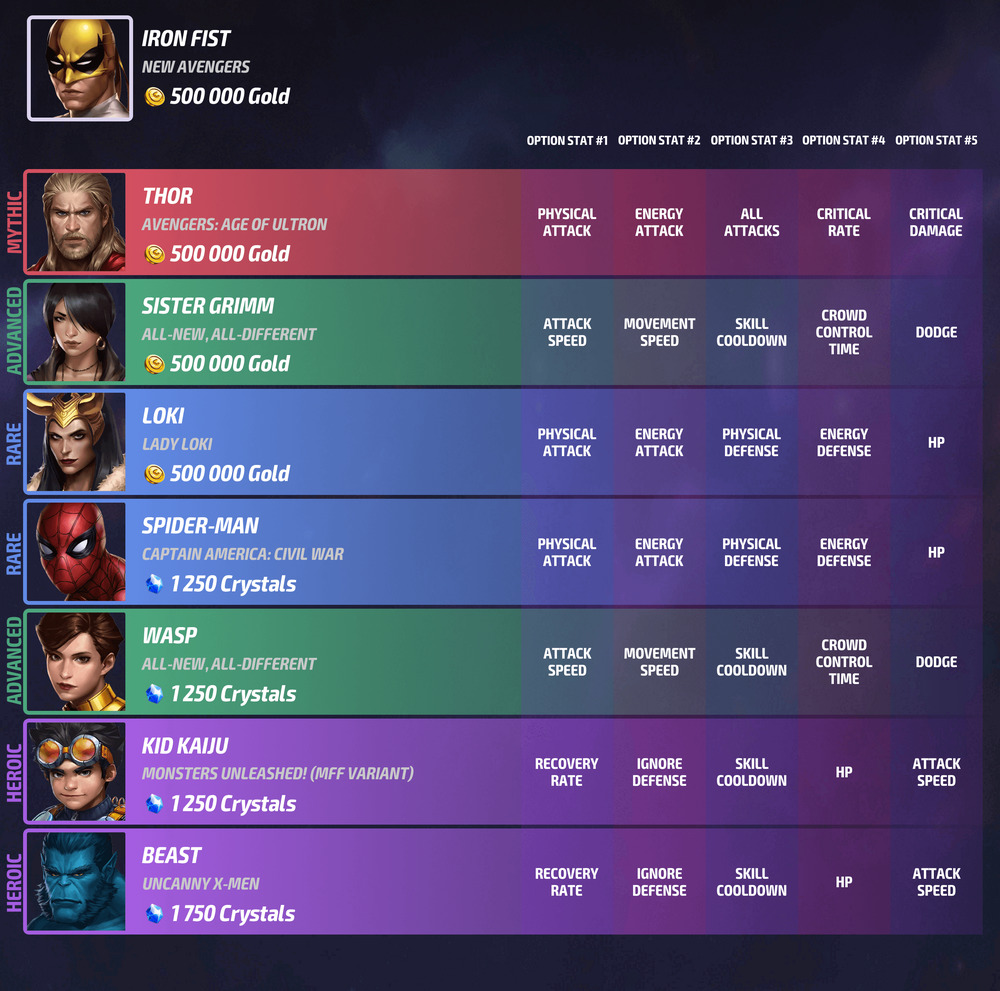 IRON FIST
NEW AVENGERS
500 000 Gold
OPTION STAT #1 OPTION STAT #2 OPTION STAT #3 OPTION STAT #4 OPTION STAT #5
MYTHIC
THOR
AVENGERS: AGE OF ULTRON
500 000 Gold
PHYSICAL
ATTACK
ENERGY
ATTACK
ALL
ATTACKS
CRITICAL
RATE
CRITICAL
DAMAGE
ADVANCED
SISTER GRIMM
ALL-NEW, ALL-DIFFERENT
500 000 Gold
ATTACK
SPEED
MOVEMENT
SPEED
SKILL
COOLDOWN
CROWD
CONTROL
TIME
DODGE
RARE
LOKI
LADY LOKI
500 000 Gold
PHYSICAL
ATTACK
ENERGY
ATTACK
PHYSICAL
DEFENSE
ENERGY
DEFENSE
HP
RARE
SPIDER-MAN
CAPTAIN AMERICA: CIVIL WAR
1 250 Crystals
PHYSICAL
ATTACK
ENERGY
ATTACK
PHYSICAL
DEFENSE
ENERGY
DEFENSE
HP
ADVANCED
WASP
ALL-NEW, ALL-DIFFERENT
1 250 Crystals
ATTACK
SPEED
MOVEMENT
SPEED
SKILL
COOLDOWN
CROWD
CONTROL
TIME
DODGE
HEROIC
KID KAIJU
MONSTERS UNLEASHED! (MFF VARIANT)
1 250 Crystals
RECOVERY
RATE
IGNORE
DEFENSE
SKILL
COOLDOWN
HP
ATTACK
SPEED
HEROIC
BEAST
UNCANNY X-MEN
1 750 Crystals
RECOVERY
RATE
IGNORE
DEFENSE
SKILL
COOLDOWN
HP
ATTACK
SPEED